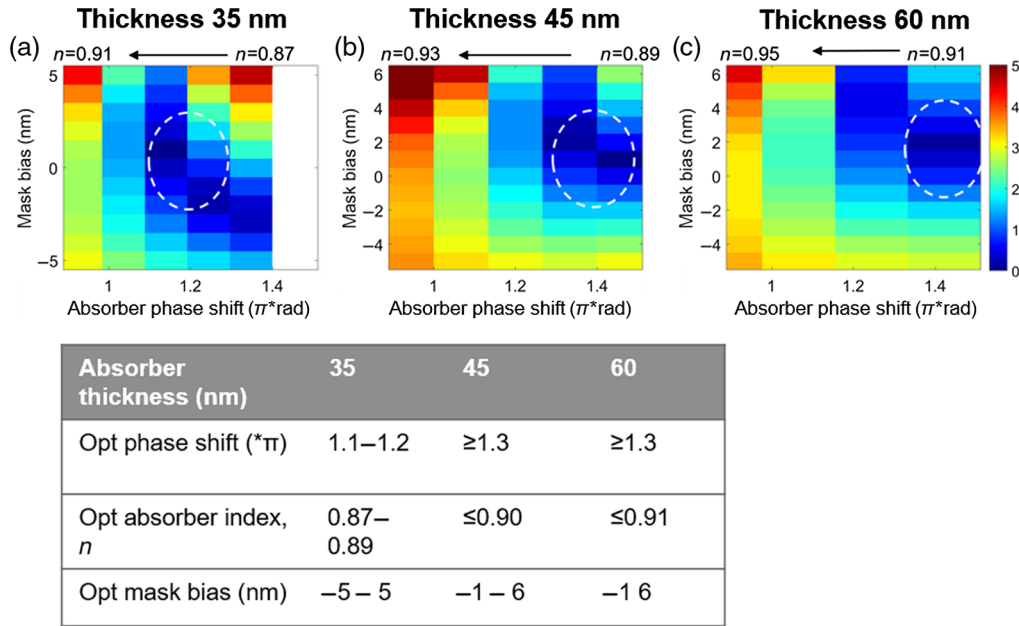 Thickness 35 nm
Thickness 45 nm
Thickness 60 nm
(a)
n=0.91
n=0.87
(b)
n=0.93
n=0.89
(c)
n=0.95
n=0.91
Mask bias (nm)
5
0
–5
1
1.2
1.4
Absorber phase shift (π*rad)
Mask bias (nm)
6
4
2
0
–2
–4
1
1.2
1.4
Absorber phase shift (π*rad)
Mask bias (nm)
6
4
2
0
–2
–4
1
1.2
1.4
Absorber phase shift (π*rad)
5
4
3
2
1
0
Absorber
thickness (nm)
35
45
60
Opt phase shift (*π)
1.1–1.2
≥1.3
≥1.3
Opt absorber index,
n
0.87–
0.89
≤0.90
≤0.91
Opt mask bias (nm)
–5 – 5
–1 – 6
–1 6